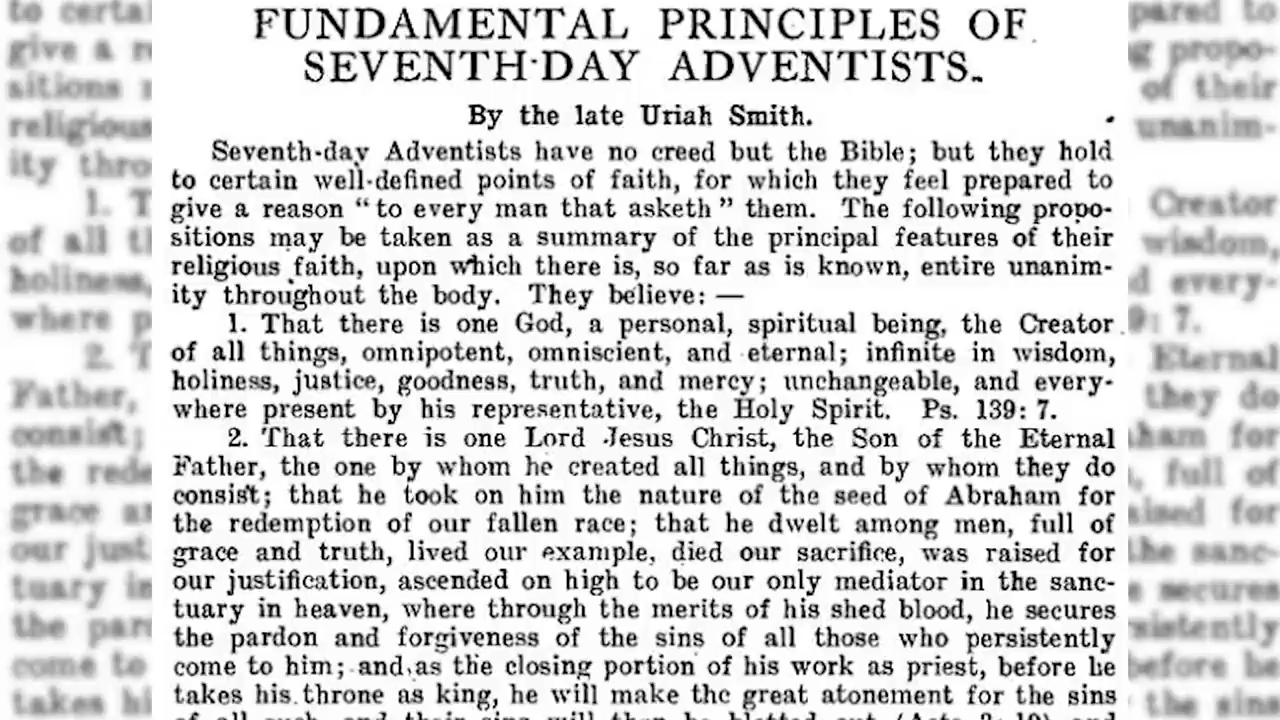 FUNDAMENTAL PRINCIPLES OF
SEVENTH-DAY ADVENTISTS.
By the late Uriah Smith.
Seventh-day Adventists have no creed but the Bible; but they hold
to certain well-defined points of faith, for which they feel prepared to
give a reason “to every man that asketh” them. The following propo-
sitions may be taken as a summary of the principal features of their
religious faith, upon which there is, so far as is known, entire unanim-
ity throughout the body. They believe: —
1. That there is one God, a personal, spiritual being, the Creator
of all things, omnipotent, omniscient, and eternal; infinite in wisdom,
holiness, justice, goodness, truth, and mercy; unchangeable, and every-
where present by his representative, the Holy Spirit. Ps. 139: 7.
2. That there is one Lord Jesus Christ, the Son of the Eternal
Father, the one by whom he created all things, and by whom they do
consist; that he took on him the nature of the seed of Abraham for
the redemption of our fallen race; that he dwelt among men, full of
grace and truth, lived our example, died our sacrifice, was raised for
our justification, ascended on high to be our only mediator in the sanc-
tuary in heaven, where through the merits of his shed blood, he secures
the pardon and forgiveness of the sins of all those who persistently
come to him; and as the closing portion of his work as priest, before he
takes his throne as king, he will make the great atonement for the sins